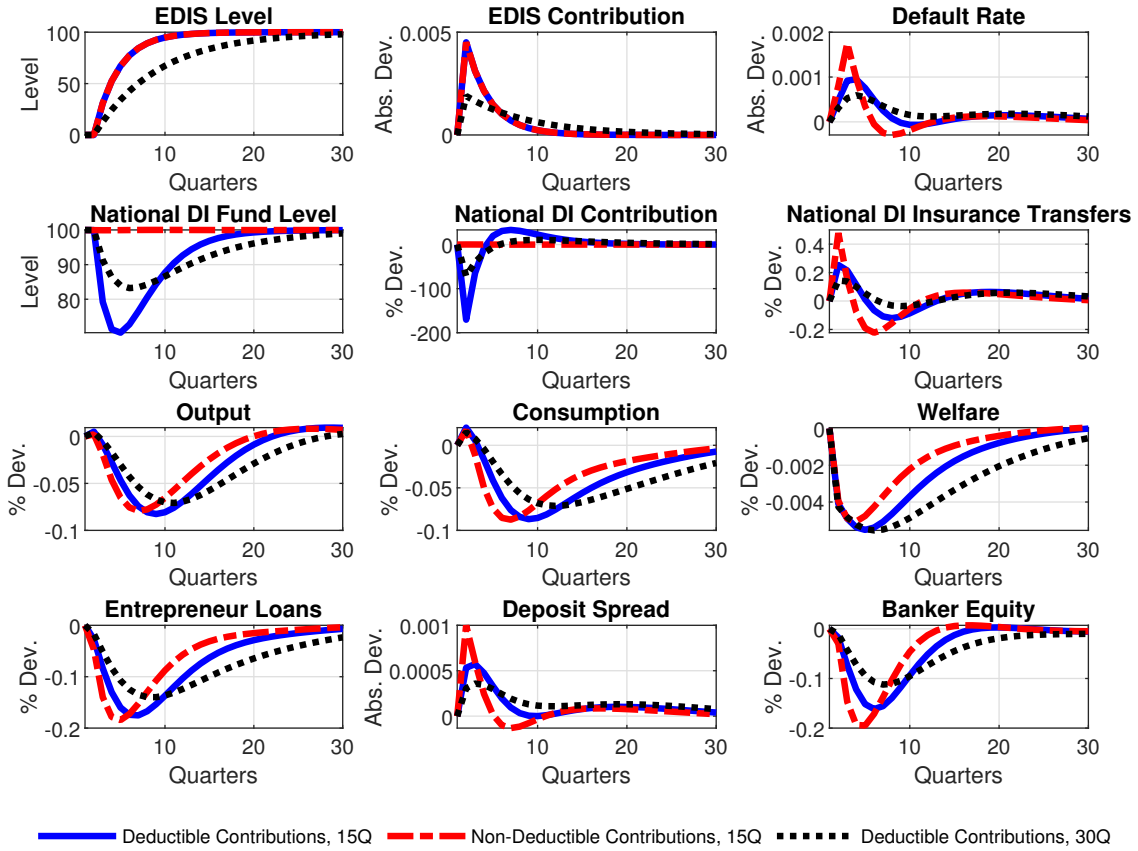 EDIS Level
EDIS Contribution
Default Rate
Level
100
50
0
10
20
30
Quarters
Abs. Dev.
0.005
0
10
20
30
Quarters
Abs. Dev.
0.002
0.001
0
10
20
30
Quarters
National DI Fund Level
National DI Contribution
National DI Insurance Transfers
Level
100
90
80
10
20
30
Quarters
% Dev.
0
-100
-200
10
20
30
Quarters
% Dev.
0.4
0.2
0
-0.2
10
20
30
Quarters
Output
Consumption
Welfare
% Dev.
0
-0.05
-0.1
10
20
30
Quarters
% Dev.
0
-0.05
-0.1
10
20
30
Quarters
% Dev.
0
-0.002
-0.004
10
20
30
Quarters
Entrepreneur Loans
Deposit Spread
Banker Equity
% Dev.
0
-0.1
-0.2
10
20
30
Quarters
Abs. Dev.
0.001
0.0005
0
10
20
30
Quarters
% Dev.
0
-0.1
-0.2
10
20
30
Quarters
Deductible Contributions, 15Q
Non-Deductible Contributions, 15Q
Deductible Contributions, 30Q